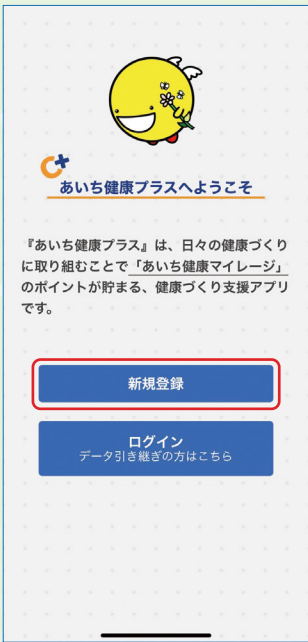 あいち健康プラスへようこそ
『あいち健康プラス』は、日々の健康づくり
に取り組むことで「あいち健康マイレージ」
のポイントが貯まる、健康づくり支援アプリ
です。
新規登録
ログイン
データ引き継ぎの方はこちら